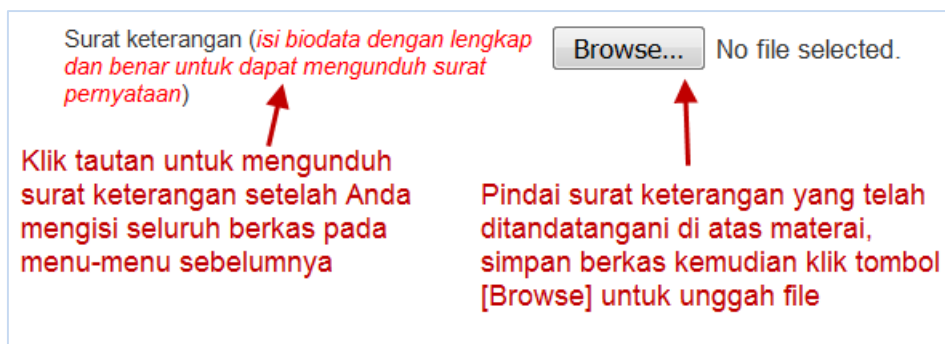 Surat keterangan (isi biodata dengan lengkap
dan benar untuk dapat mengunduh surat
pernyataan)
Browse... No file selected.
Klik tautan untuk mengunduh
surat keterangan setelah Anda
mengisi seluruh berkas pada
menu-menu sebelumnya
Pindai surat keterangan yang telah
ditandatangani di atas materai,
simpan berkas kemudian klik tombol
[Browse] untuk unggah file